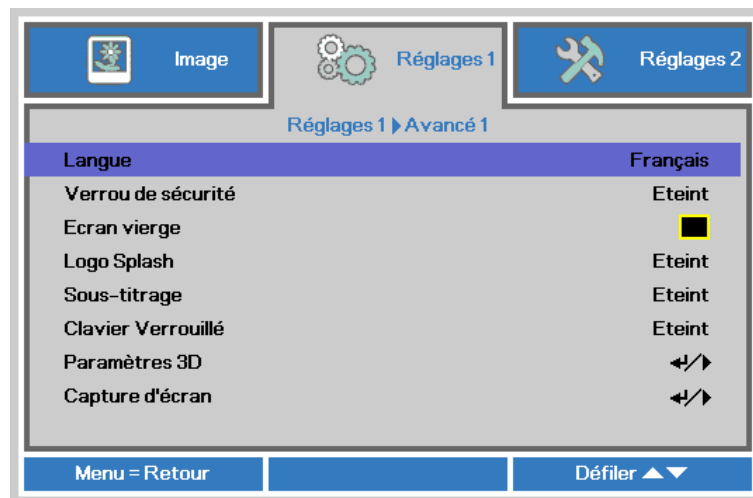 Image
Réglages 1
Réglages 2
Réglages 1 Avancé 1
Langue Français
Verrou de sécurité Eteint
Ecran vierge
Logo Splash Eteint
Sous-titrage Eteint
Clavier Verrouillé Eteint
Paramètres 3D
Capture d'écran
Menu = Retour
Défiler